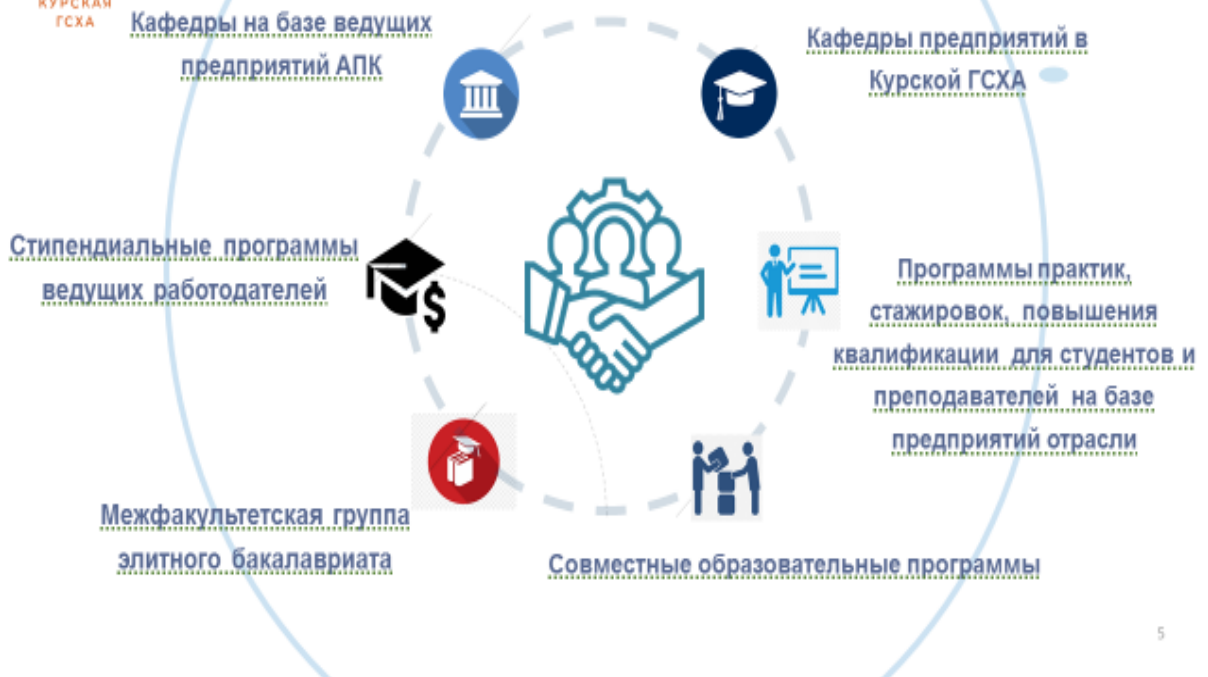 КУРСКАЯ
ГСХА
Кафедры на базе ведущих
предприятий АПК
Кафедры предприятий в
Курской ГСХА
Стипендиальные программы
ведущих работодателей
Программы практик,
стажировок, повышения
квалификации для студентов и
преподавателей на базе
предприятий отрасли
Межфакультетская группа
элитного бакалавриата
Совместные образовательные программы
5